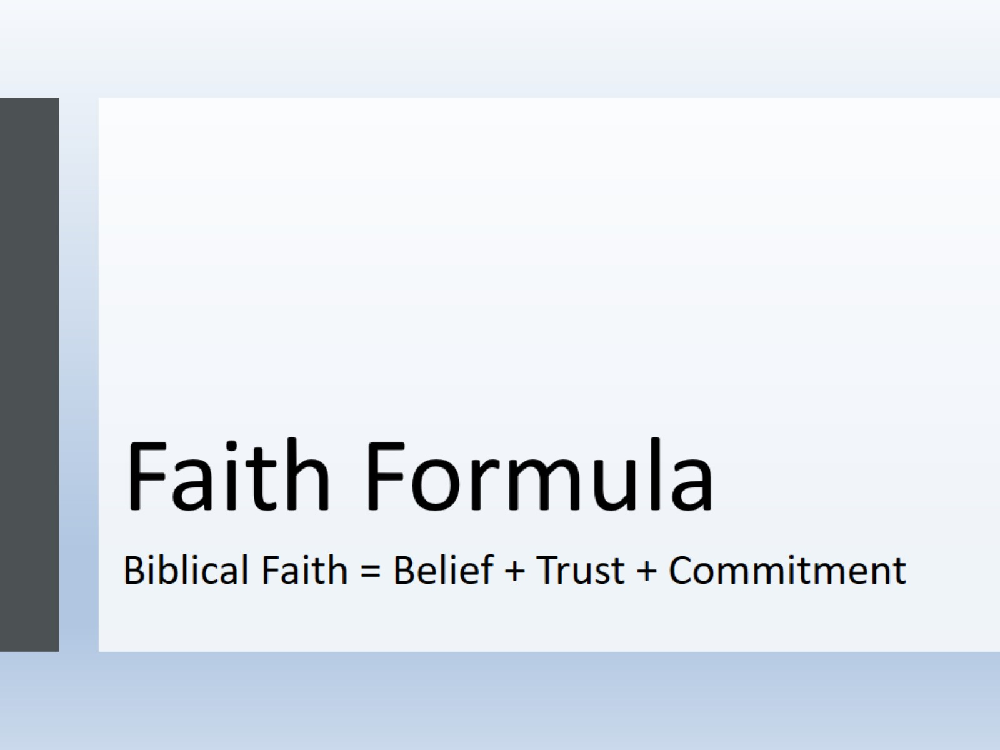 Faith Formula
Biblical Faith = Belief + Trust + Commitment